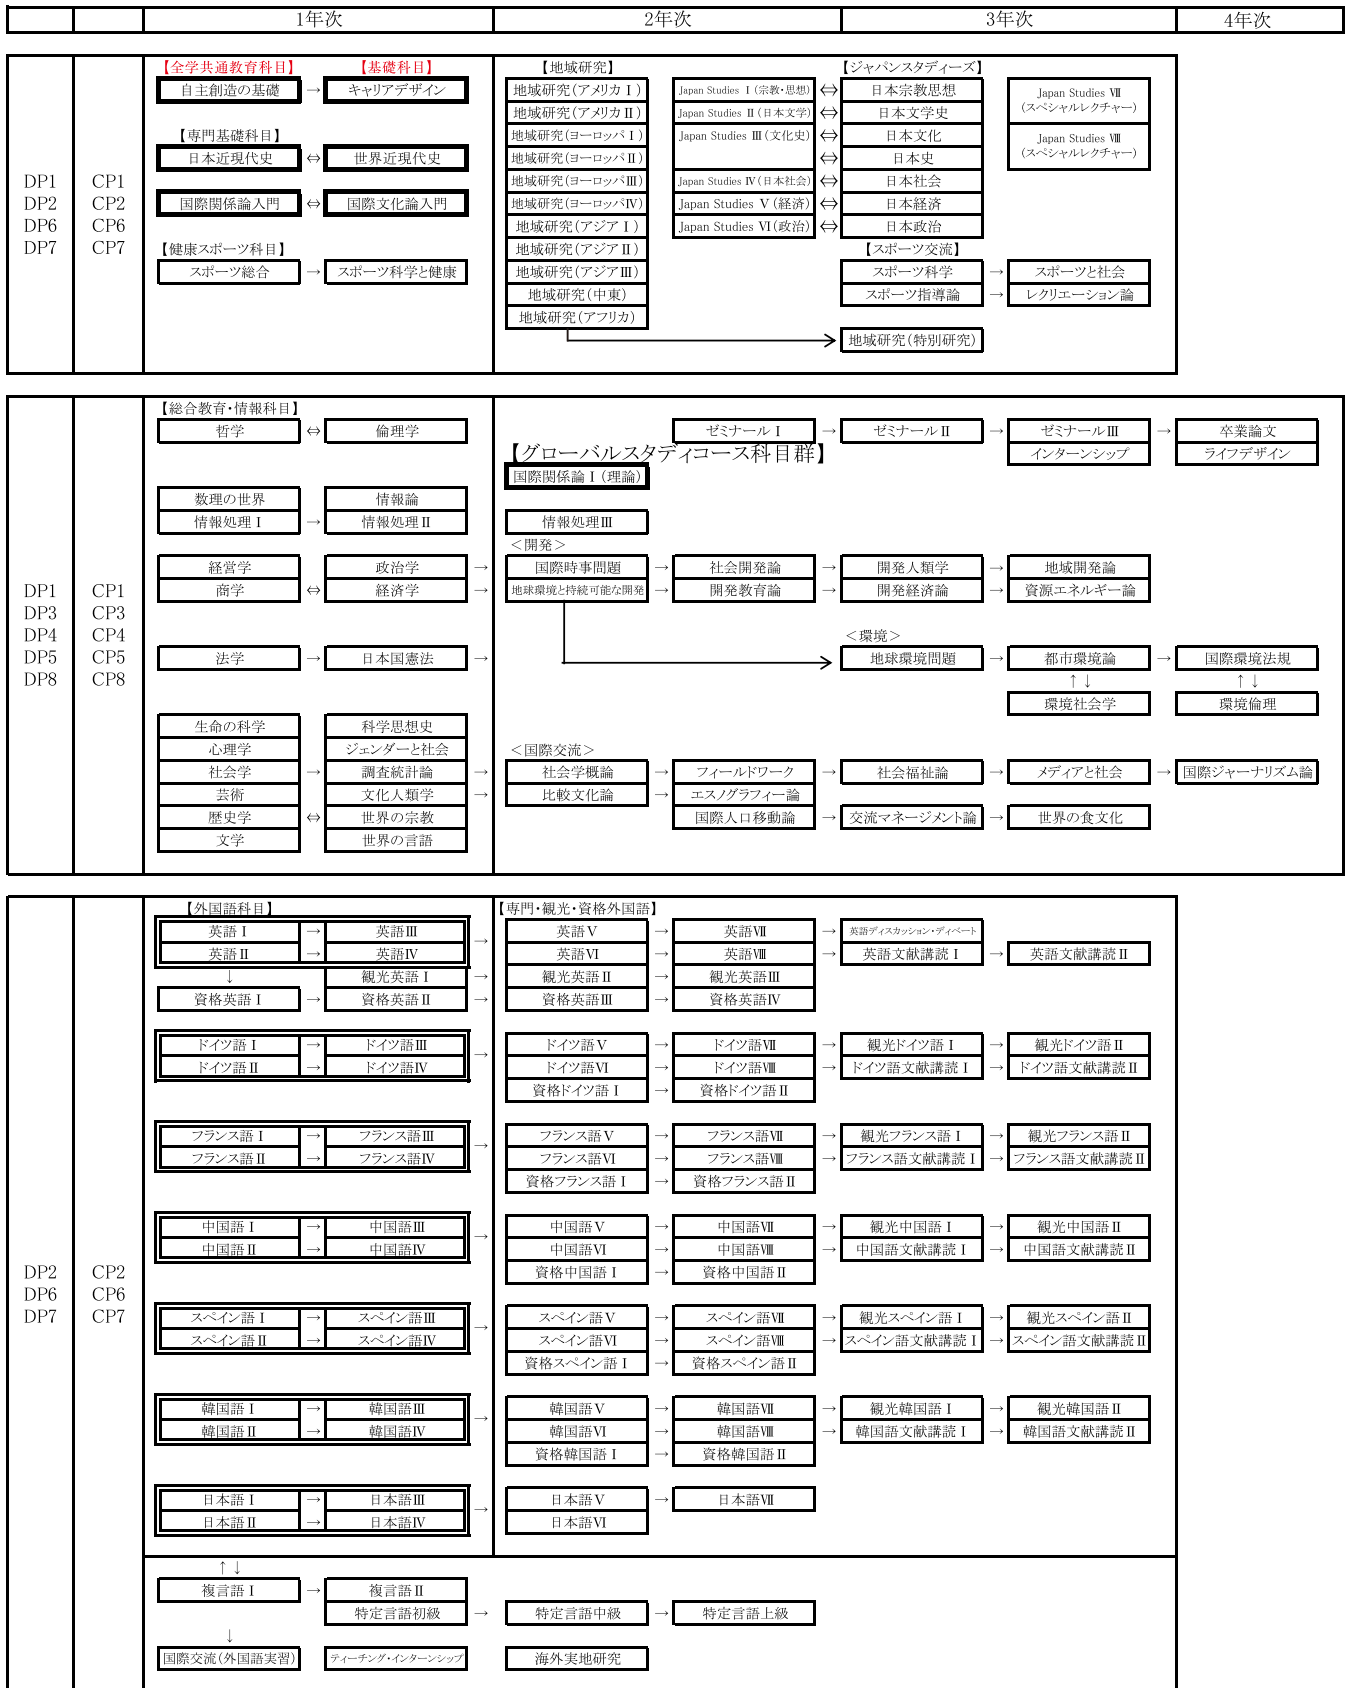 1年次 2年次 3年次 4年次
【全学共通教育科目】 【基礎科目】 【地域研究】 【ジャパンスタディーズ】
自主創造の基礎 → キャリアデザイン 地域研究(アメリカⅠ) Japan Studies Ⅰ(宗教・思想) ⇔ 日本宗教思想 Japan Studies Ⅶ
(スペシャルレクチャー)
地域研究(アメリカⅡ) Japan Studies Ⅱ(日本文学) ⇔ 日本文学史
【専門基礎科目】 地域研究(ヨーロッパⅠ) Japan Studies Ⅲ(文化史) ⇔ 日本文化 Japan Studies Ⅷ
(スペシャルレクチャー)
日本近現代史 ⇔ 世界近現代史 地域研究(ヨーロッパⅡ) ⇔ 日本史
DP1 CP1 地域研究(ヨーロッパⅢ) Japan Studies Ⅳ(日本社会) ⇔ 日本社会
DP2 CP2 国際関係論入門 ⇔ 国際文化論入門 地域研究(ヨーロッパⅣ) Japan Studies Ⅴ(経済) ⇔ 日本経済
DP6 CP6 地域研究(アジアⅠ) Japan Studies Ⅵ(政治) ⇔ 日本政治
DP7 CP7 【健康スポーツ科目】 地域研究(アジアⅡ) 【スポーツ交流】
スポーツ総合 → スポーツ科学と健康 地域研究(アジアⅢ) スポーツ科学 → スポーツと社会
地域研究(中東) スポーツ指導論 → レクリエーション論
地域研究(アフリカ)
地域研究(特別研究)
【総合教育・情報科目】
哲学 ⇔ 倫理学 ゼミナールⅠ → ゼミナールⅡ → ゼミナールⅢ → 卒業論文
【グローバルスタディコース科目群】 インターンシップ ライフデザイン
国際関係論Ⅰ(理論)
数理の世界 情報論
情報処理Ⅰ → 情報処理Ⅱ 情報処理Ⅲ
<開発>
経営学 政治学 → 国際時事問題 → 社会開発論 → 開発人類学 → 地域開発論
DP1 CP1 商学 ⇔ 経済学 → 地球環境と持続可能な開発 → 開発教育論 → 開発経済論 → 資源エネルギー論
DP3 CP3
DP4 CP4 <環境>
DP5 CP5 法学 → 日本国憲法 → 地球環境問題 → 都市環境論 → 国際環境法規
DP8 CP8 ↑↓ ↑↓
環境社会学 環境倫理
生命の科学 科学思想史
心理学 ジェンダーと社会 <国際交流>
社会学 → 調査統計論 → 社会学概論 → フィールドワーク → 社会福祉論 → メディアと社会 → 国際ジャーナリズム論
芸術 文化人類学 → 比較文化論 → エスノグラフィー論
歴史学 ⇔ 世界の宗教 国際人口移動論 → 交流マネージメント論 → 世界の食文化
文学 世界の言語
【外国語科目】 【専門・観光・資格外国語】
英語Ⅰ → 英語Ⅲ → 英語Ⅴ → 英語Ⅶ → 英語ディスカッション・ディベート
英語Ⅱ → 英語Ⅳ 英語Ⅵ → 英語Ⅷ → 英語文献講読Ⅰ → 英語文献講読Ⅱ
↓ 観光英語Ⅰ → 観光英語Ⅱ → 観光英語Ⅲ
資格英語Ⅰ → 資格英語Ⅱ → 資格英語Ⅲ → 資格英語Ⅳ
ドイツ語Ⅰ → ドイツ語Ⅲ → ドイツ語Ⅴ → ドイツ語Ⅶ → 観光ドイツ語Ⅰ → 観光ドイツ語Ⅱ
ドイツ語Ⅱ → ドイツ語Ⅳ ドイツ語Ⅵ → ドイツ語Ⅷ → ドイツ語文献講読Ⅰ → ドイツ語文献講読Ⅱ
資格ドイツ語Ⅰ → 資格ドイツ語Ⅱ
フランス語Ⅰ → フランス語Ⅲ → フランス語Ⅴ → フランス語Ⅶ → 観光フランス語Ⅰ → 観光フランス語Ⅱ
フランス語Ⅱ → フランス語Ⅳ フランス語Ⅵ → フランス語Ⅷ → フランス語文献講読Ⅰ → フランス語文献講読Ⅱ
資格フランス語Ⅰ → 資格フランス語Ⅱ
中国語Ⅰ → 中国語Ⅲ → 中国語Ⅴ → 中国語Ⅶ → 観光中国語Ⅰ → 観光中国語Ⅱ
中国語Ⅱ → 中国語Ⅳ 中国語Ⅵ → 中国語Ⅷ → 中国語文献講読Ⅰ → 中国語文献講読Ⅱ
DP2 CP2 資格中国語Ⅰ → 資格中国語Ⅱ
DP6 CP6
DP7 CP7 スペイン語Ⅰ → スペイン語Ⅲ → スペイン語Ⅴ → スペイン語Ⅶ → 観光スペイン語Ⅰ → 観光スペイン語Ⅱ
スペイン語Ⅱ → スペイン語Ⅳ スペイン語Ⅵ → スペイン語Ⅷ → スペイン語文献講読Ⅰ → スペイン語文献講読Ⅱ
資格スペイン語Ⅰ → 資格スペイン語Ⅱ
韓国語Ⅰ → 韓国語Ⅲ → 韓国語Ⅴ → 韓国語Ⅶ → 観光韓国語Ⅰ → 観光韓国語Ⅱ
韓国語Ⅱ → 韓国語Ⅳ 韓国語Ⅵ → 韓国語Ⅷ → 韓国語文献講読Ⅰ → 韓国語文献講読Ⅱ
資格韓国語Ⅰ → 資格韓国語Ⅱ
日本語Ⅰ → 日本語Ⅲ → 日本語Ⅴ → 日本語Ⅶ
日本語Ⅱ → 日本語Ⅳ 日本語Ⅵ
↑↓
複言語Ⅰ → 複言語Ⅱ
特定言語初級 → 特定言語中級 → 特定言語上級
↓
国際交流(外国語実習) ティーチング・インターンシップ 海外実地研究